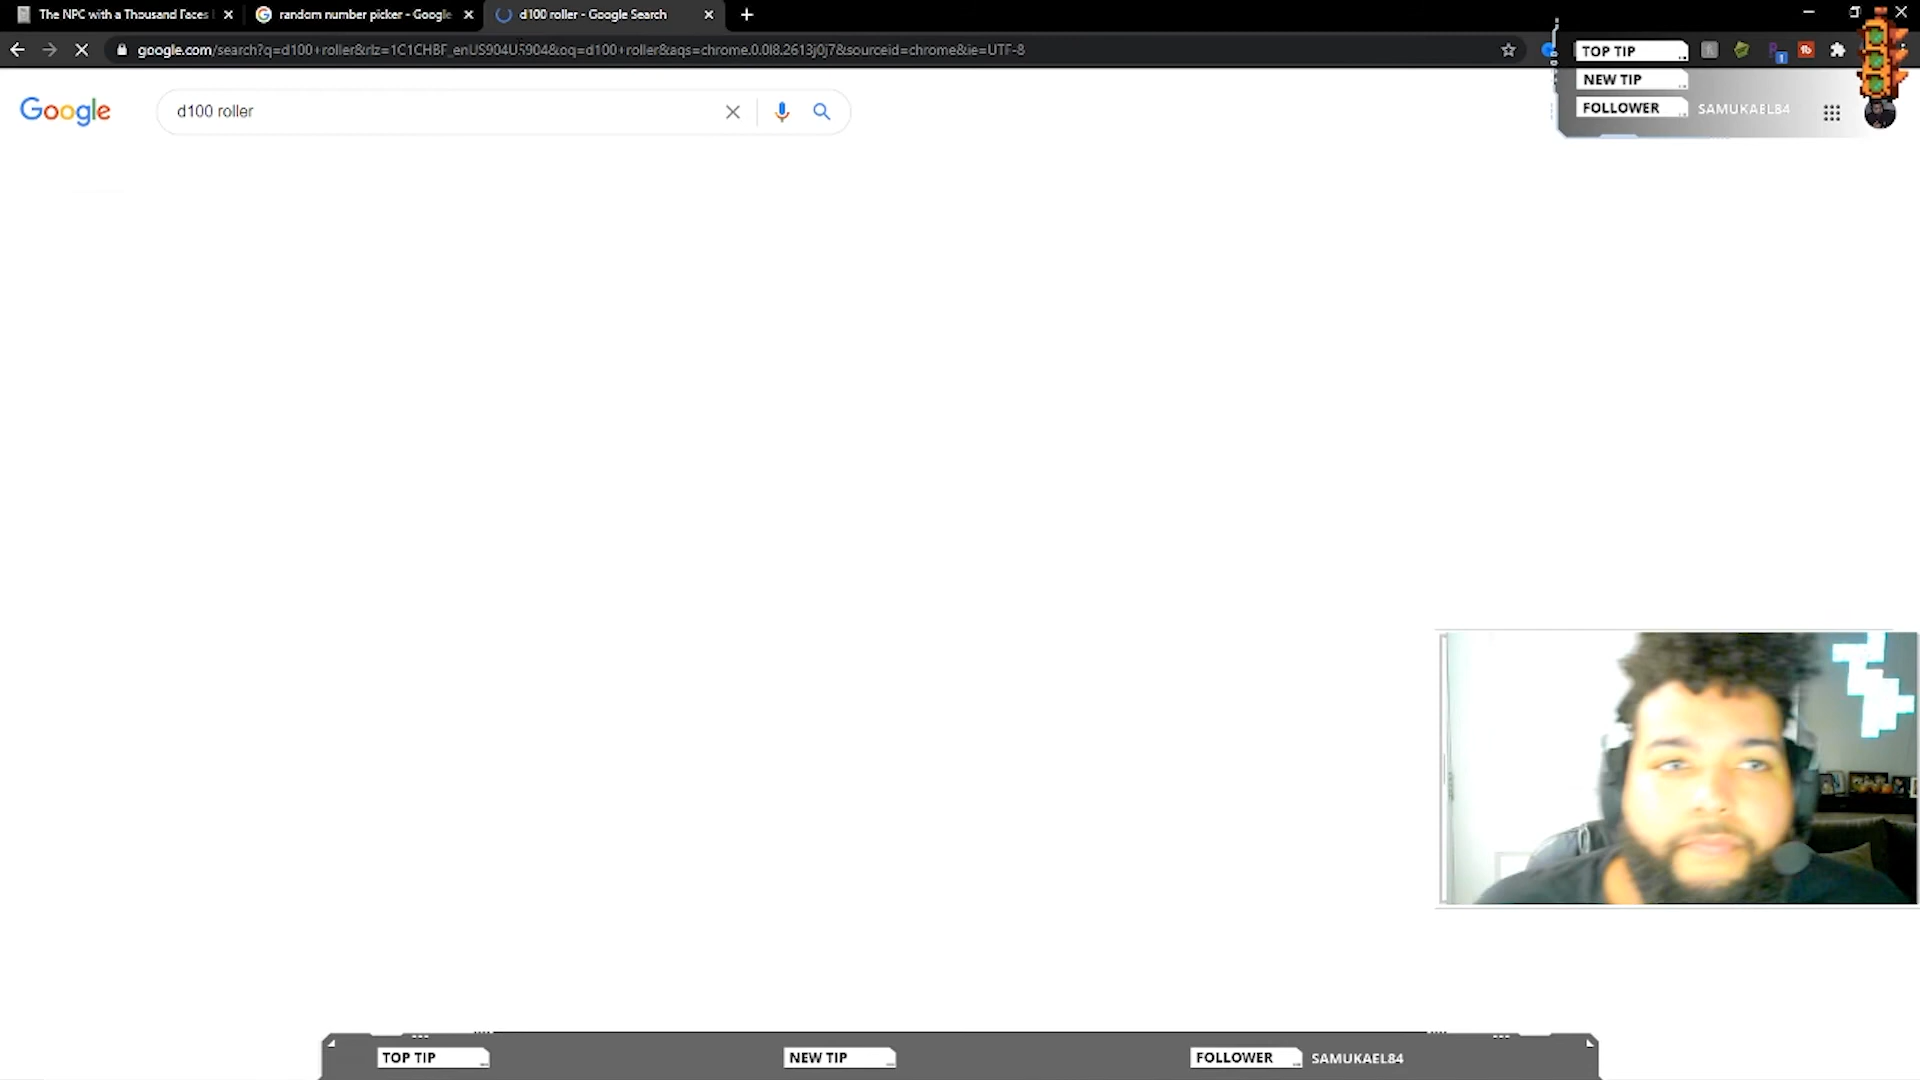 The NPC with a Thousand Faces
random number picker - Google
d100 roller - Google Search
google.com/search?q=d100+roller&rlz=1C1CHBF_enUS904US904&oq=d100+roller&aqs=chrome.0.0l8.2613j0j7&sourceid=chrome&ie=UTF-8
TOP TIP
NEW TIP
FOLLOWER SAMUKAEL84
Google
d100 roller
TOP TIP
NEW TIP
FOLLOWER SAMUKAEL84